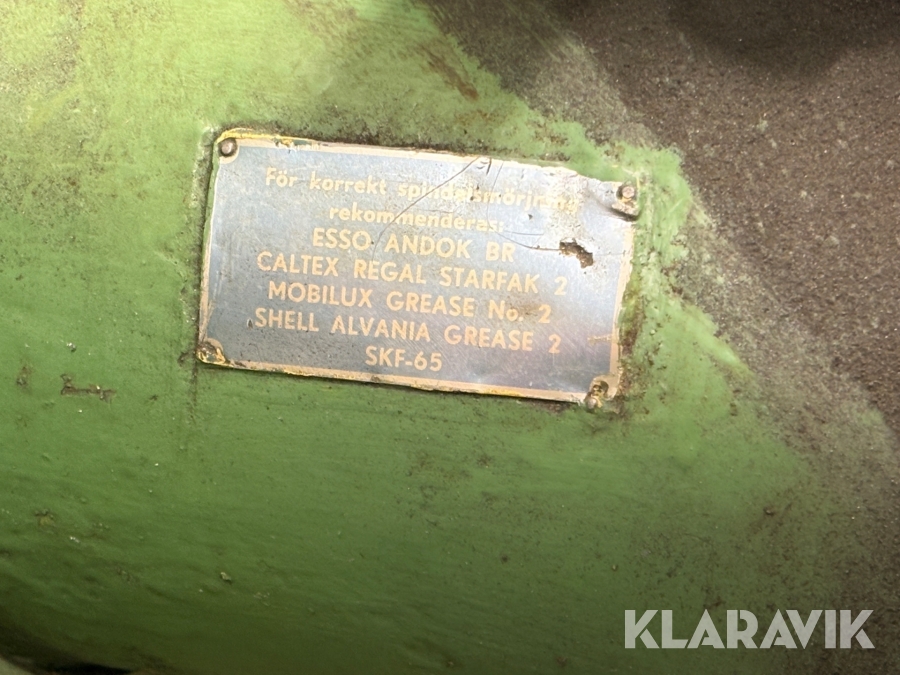 För korrekt spindelsmörjning
rekommenderas:
ESSO ANDOK BR
CALTEX REGAL STARFAK 2
MOBILUX GREASE No. 2
SHELL ALVANIA GREASE 2
SKF-65
KLARAVIK